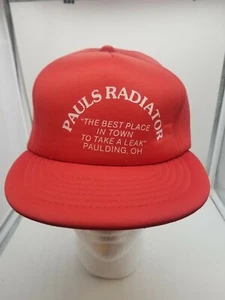 PAULS RADIATOR
"THE BEST PLACE
IN TOWN
TO TAKE A LEAK"
PAULDING, OH